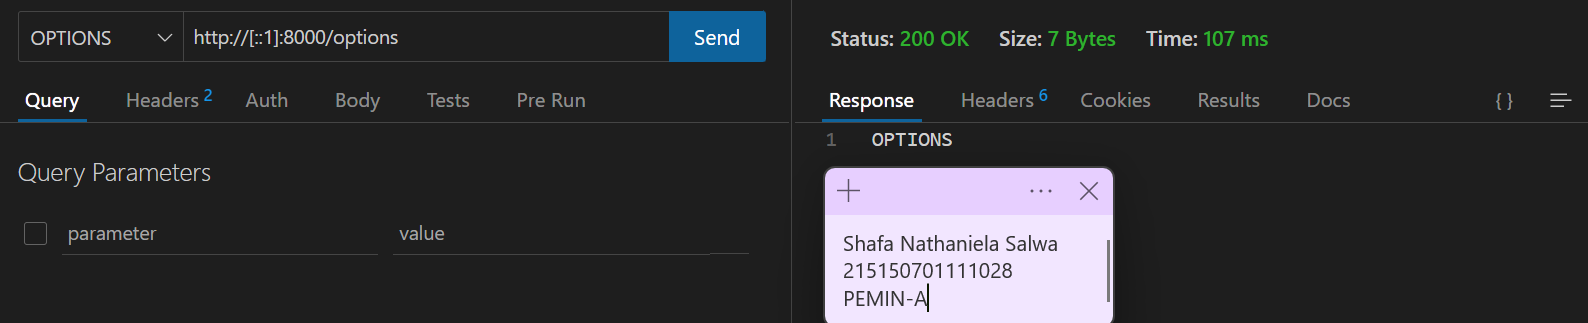 OPTIONS http://[::1]:8000/options Send
Query Headers 2 Auth Body Tests Pre Run
Query Parameters
parameter value
Status: 200 OK Size: 7 Bytes Time: 107 ms
Response Headers 6 Cookies Results Docs { }
1 OPTIONS
Shafa Nathaniela Salwa
215150701111028
PEMIN-A